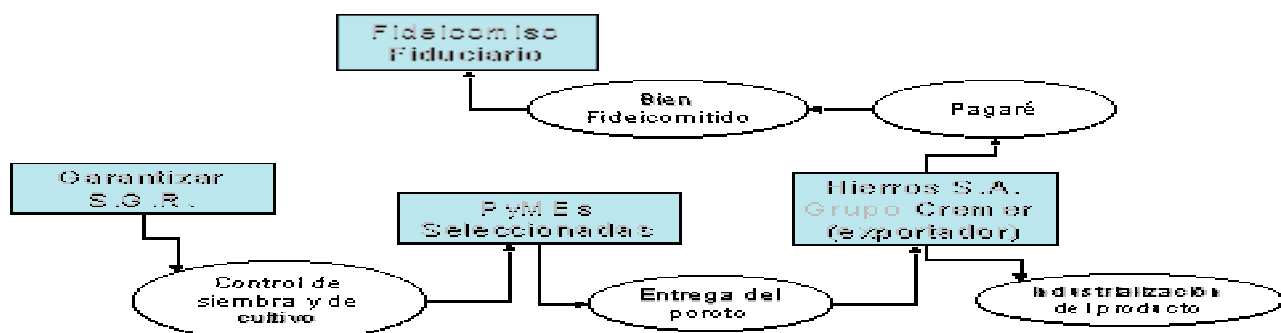 Fideicomiso
Fiduciario
Bien
Fideicomitido
Pagaré
Garantizar
S.G.R.
PyMEs
Seleccionadas
Hierros S.A.
Grupo Cremer
(exportador)
Control de
siembra y de
cultivo
Entrega del
poroto
Industrialización
del producto